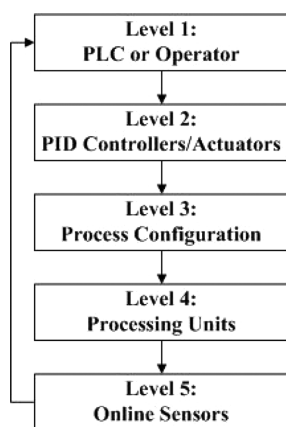 Level 1:
PLC or Operator
Level 2:
PID Controllers/Actuators
Level 3:
Process Configuration
Level 4:
Processing Units
Level 5:
Online Sensors